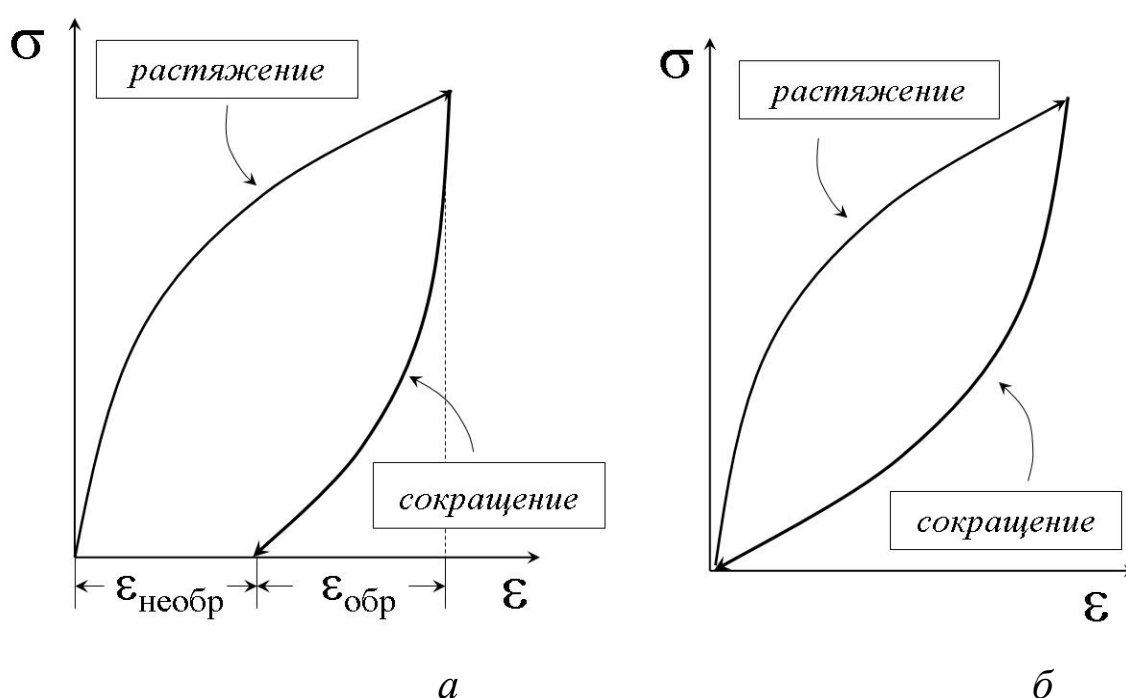 σ
растяжение
сокращение
εнеобр
εобр
ε
а
σ
растяжение
сокращение
ε
б